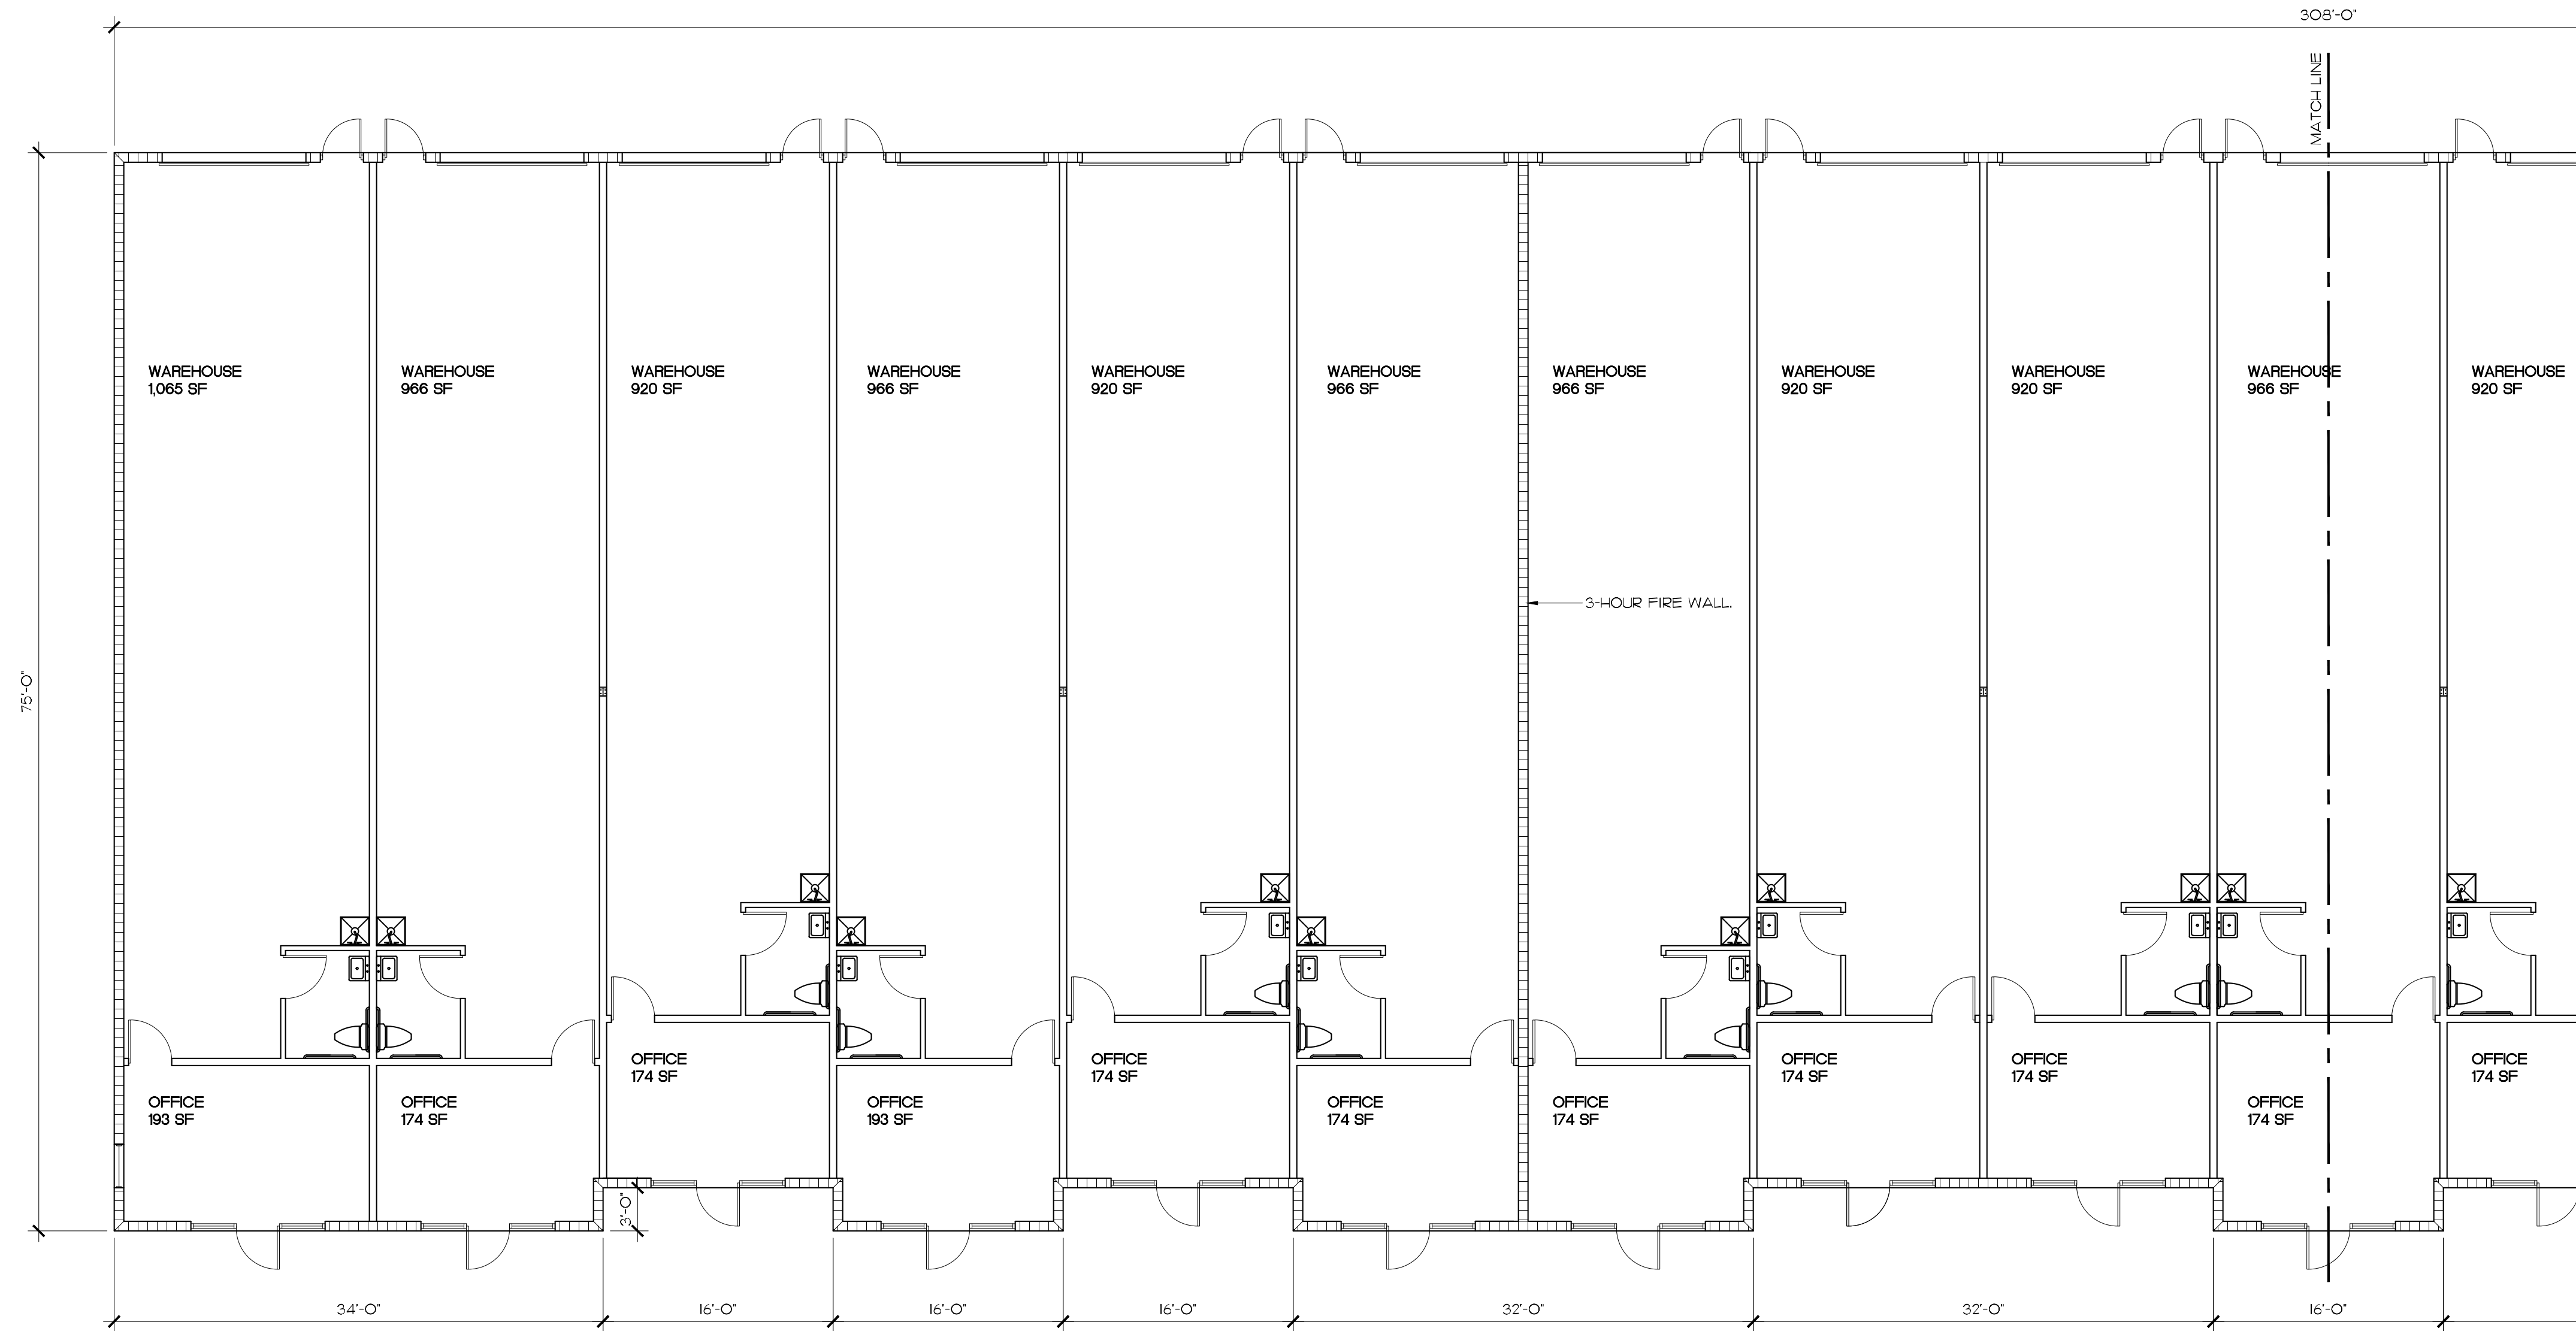 308'-0"
MATCH LINE
WAREHOUSE
1,065 SF
WAREHOUSE
966 SF
WAREHOUSE
920 SF
WAREHOUSE
966 SF
WAREHOUSE
920 SF
WAREHOUSE
966 SF
WAREHOUSE
966 SF
WAREHOUSE
920 SF
WAREHOUSE
920 SF
WAREHOUSE
966 SF
WAREHOUSE
920 SF
3-HOUR FIRE WALL.
75'-0"
OFFICE
193 SF
OFFICE
174 SF
OFFICE
174 SF
OFFICE
193 SF
OFFICE
174 SF
OFFICE
174 SF
OFFICE
174 SF
OFFICE
174 SF
OFFICE
174 SF
OFFICE
174 SF
OFFICE
174 SF
3'-0"
34'-0"
16'-0"
16'-0"
16'-0"
32'-0"
32'-0"
16'-0"